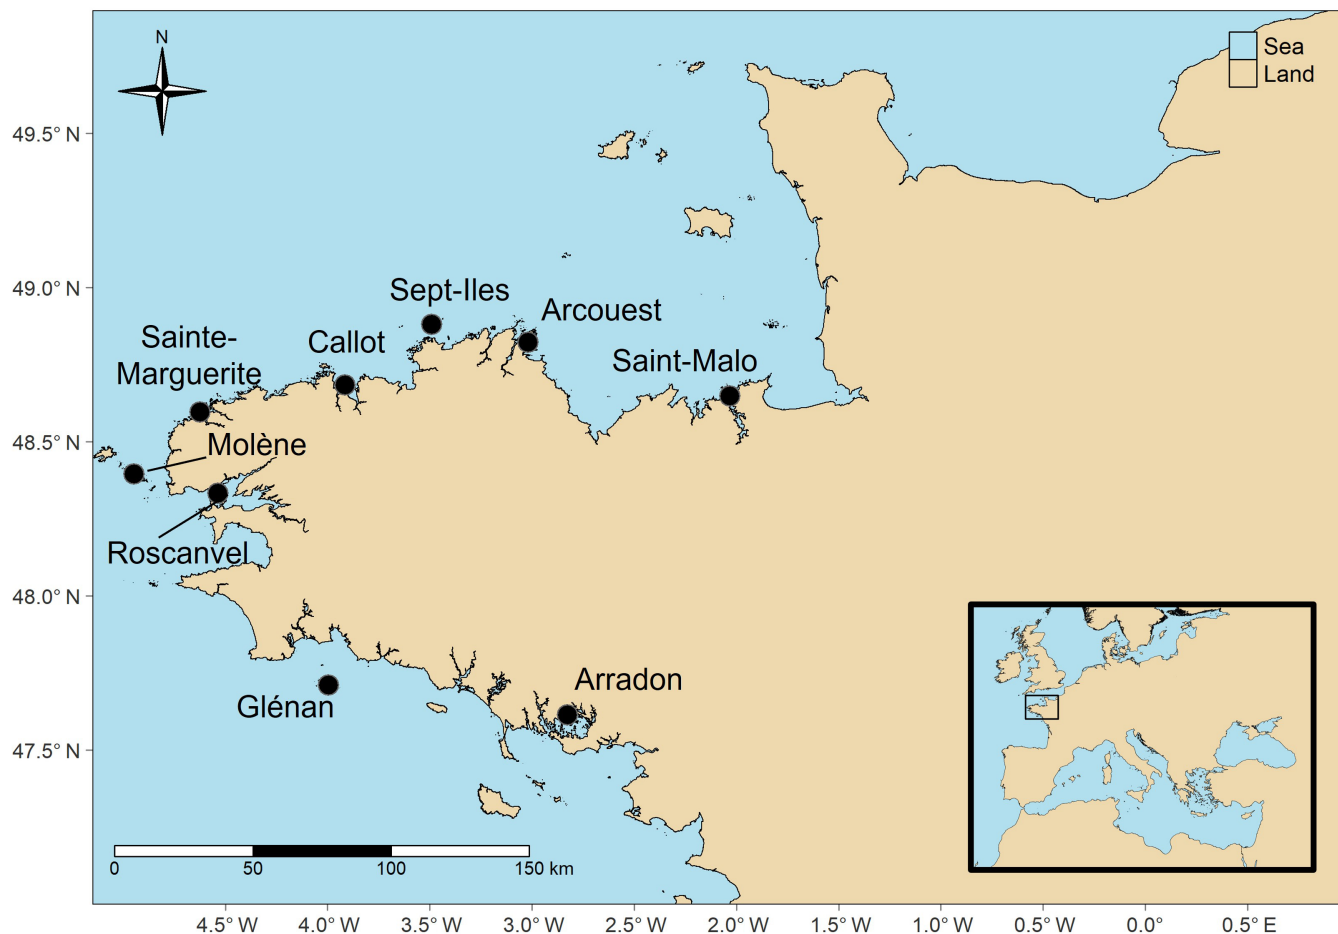 N
Sea
Land
49.5° N
49.0° N
48.5° N
48.0° N
47.5° N
Sept-Iles
Arcouest
Sainte-
Marguerite
Callot
Saint-Malo
Molène
Roscanvel
Glénan
Arradon
0
50
100
150 km
4.5° W
4.0° W
3.5° W
3.0° W
2.5° W
2.0° W
1.5° W
1.0° W
0.5° W
0.0°
0.5° E